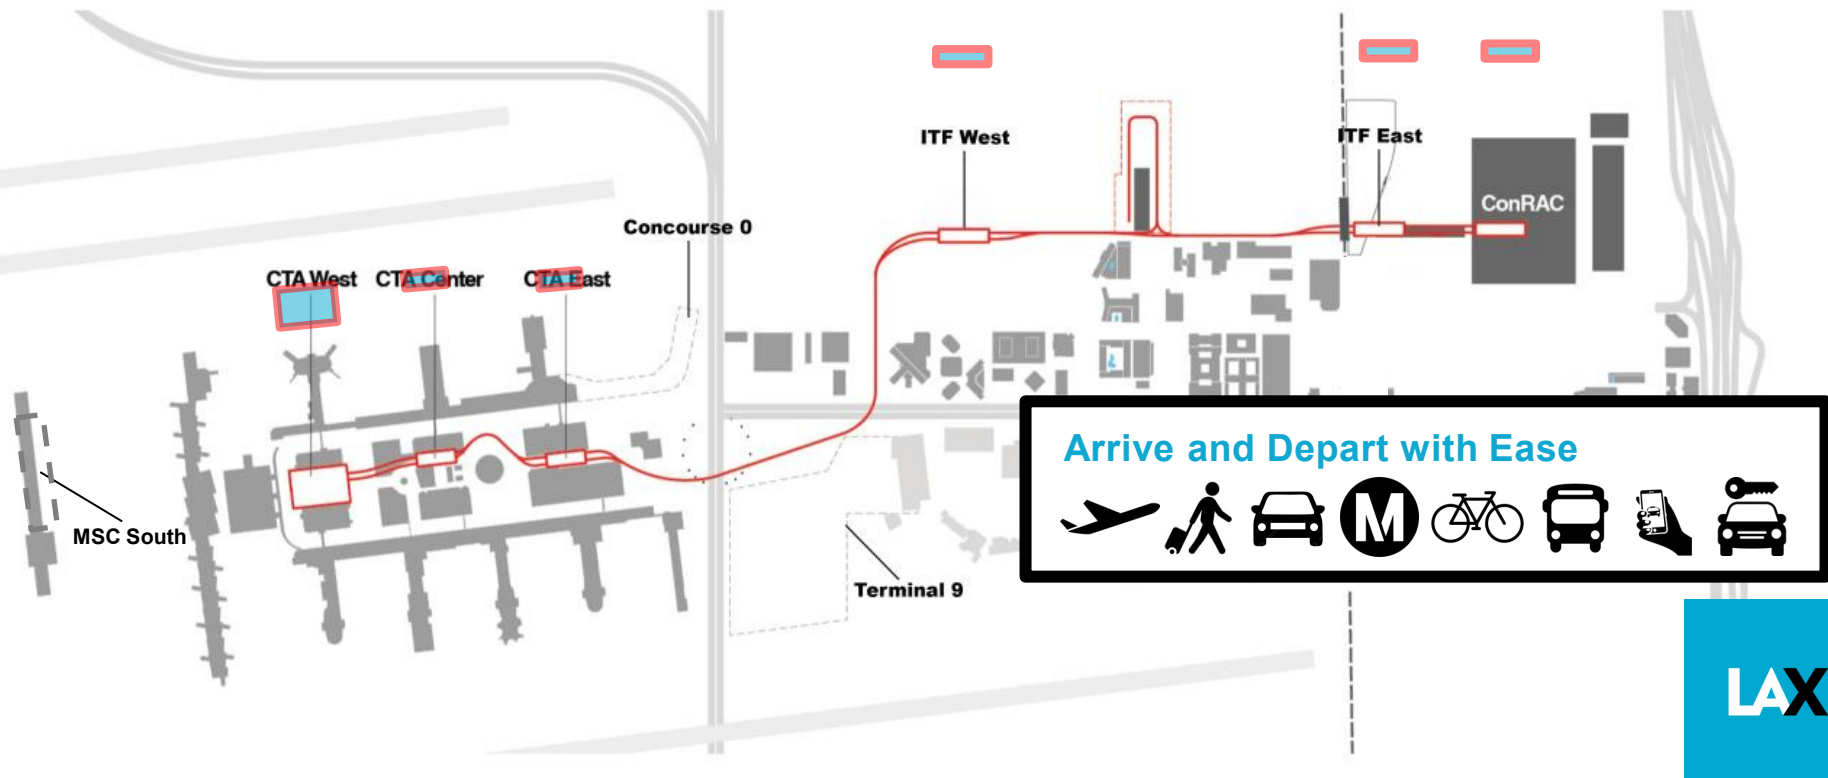 ITF West
ITF East
ConRAC
Concourse 0
CTA West
CTA Center
CTA East
MSC South
Terminal 9
Arrive and Depart with Ease
M
LAX